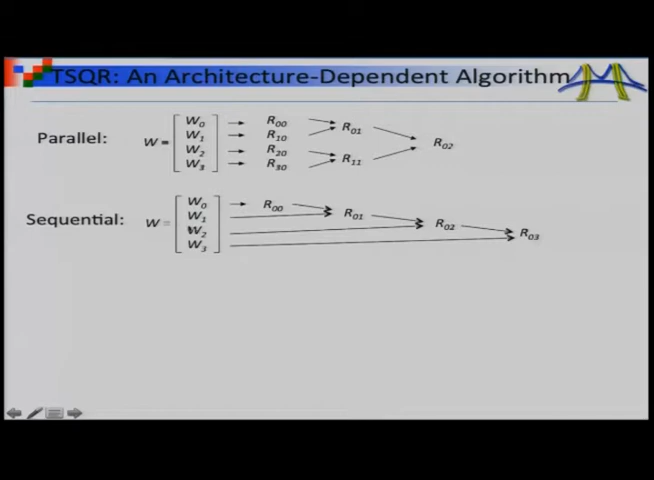 TSQR: An Architecture-Dependent Algorithm
Parallel: W = W0 R00 R01 R02
W1 R10
W2 R20 R11
W3 R30
Sequential: W = W0 R00 R01 R02 R03
W1
W2
W3